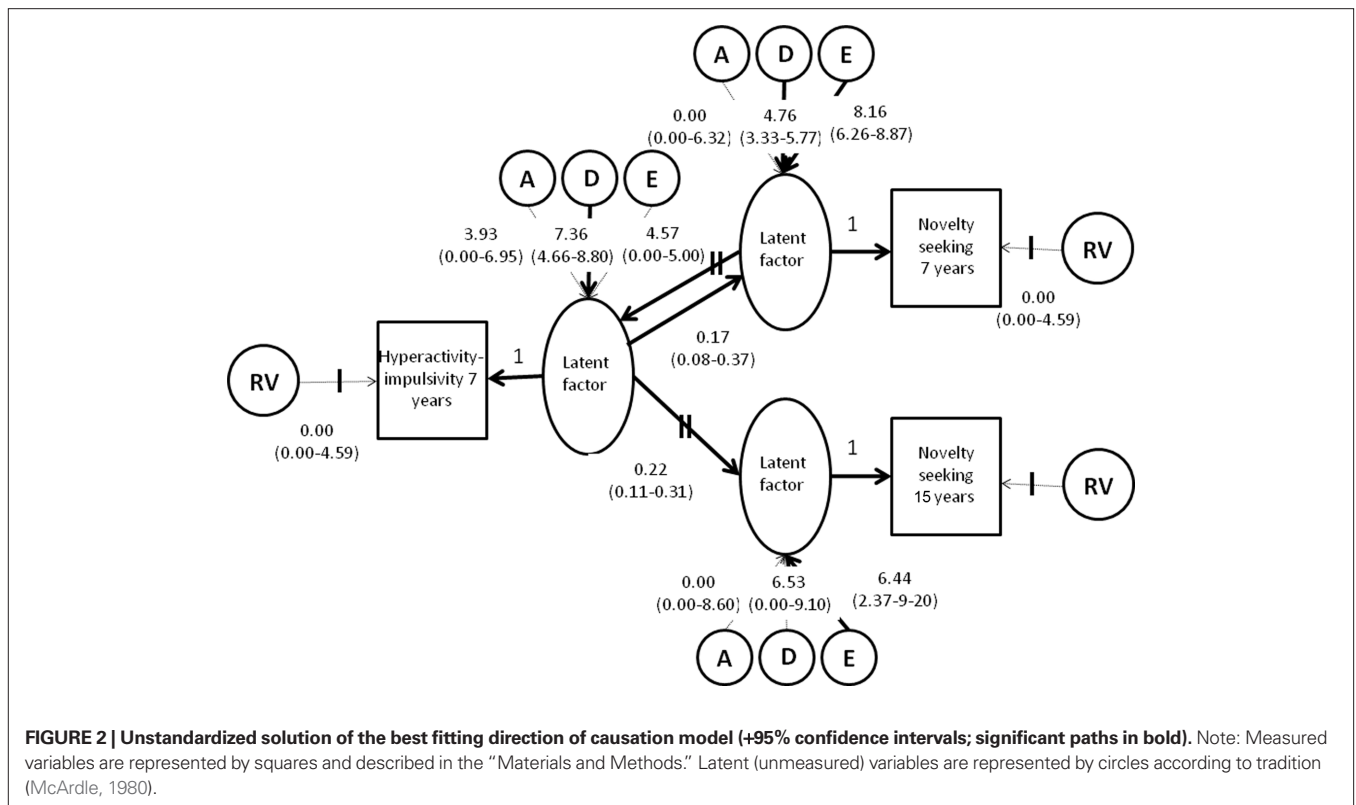 A D E
0.00 4.76 8.16
(0.00-6.32) (3.33-5.77) (6.26-8.87)
A D E
3.93 7.36 4.57
(0.00-6.95) (4.66-8.80) (0.00-5.00)
Latent
factor
1
Novelty
seeking
7 years
RV
0.00
(0.00-4.59)
0.17
(0.08-0.37)
RV
0.00
(0.00-4.59)
Hyperactivity-
impulsivity 7
years
1
Latent
factor
0.22
(0.11-0.31)
Latent
factor
1
Novelty
seeking
15 years
RV
0.00 6.53 6.44
(0.00-8.60) (0.00-9.10) (2.37-9-20)
A D E
FIGURE 2 | Unstandardized solution of the best fitting direction of causation model (+95% confidence intervals; significant paths in bold). Note: Measured
variables are represented by squares and described in the “Materials and Methods.” Latent (unmeasured) variables are represented by circles according to tradition
(McArdle, 1980).